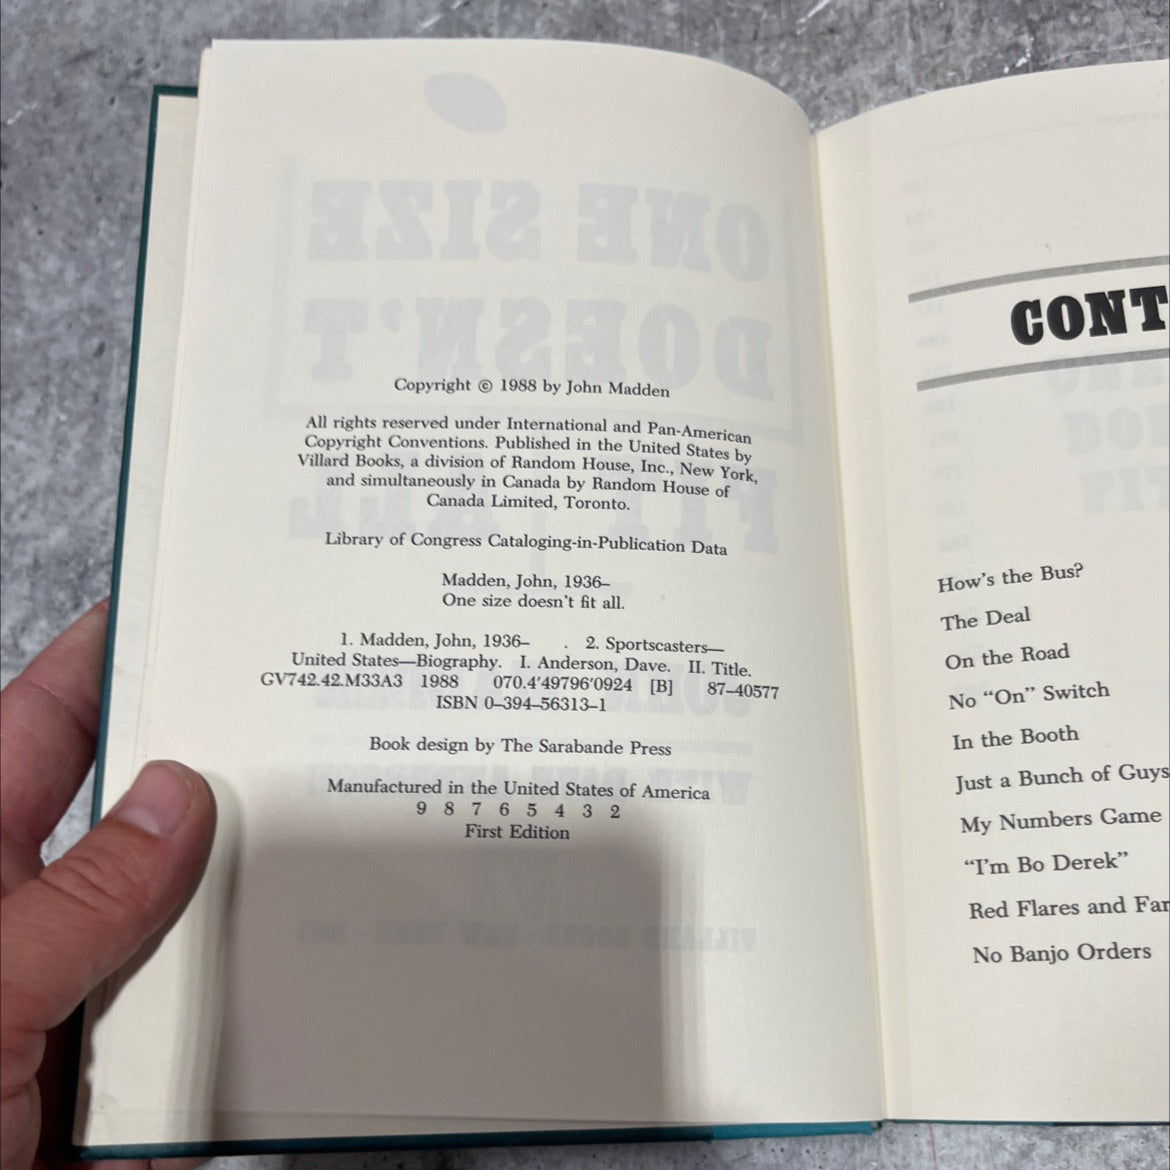 Copyright © 1988 by John Madden
All rights reserved under International and Pan-American
Copyright Conventions. Published in the United States by
Villard Books, a division of Random House, Inc., New York,
and simultaneously in Canada by Random House of
Canada Limited, Toronto.
Library of Congress Cataloging-in-Publication Data
Madden, John, 1936–
One size doesn't fit all.
1. Madden, John, 1936– . 2. Sportscasters—
United States—Biography. I. Anderson, Dave. II. Title.
GV742.42.M33A3 1988 070.4′49796′0924 [B] 87–40577
ISBN 0–394–56313–1
Book design by The Sarabande Press
Manufactured in the United States of America
9 8 7 6 5 4 3 2
First Edition
CONT
How's the Bus?
The Deal
On the Road
No “On” Switch
In the Booth
Just a Bunch of Guys
My Numbers Game
“I'm Bo Derek”
Red Flares and Far
No Banjo Orders